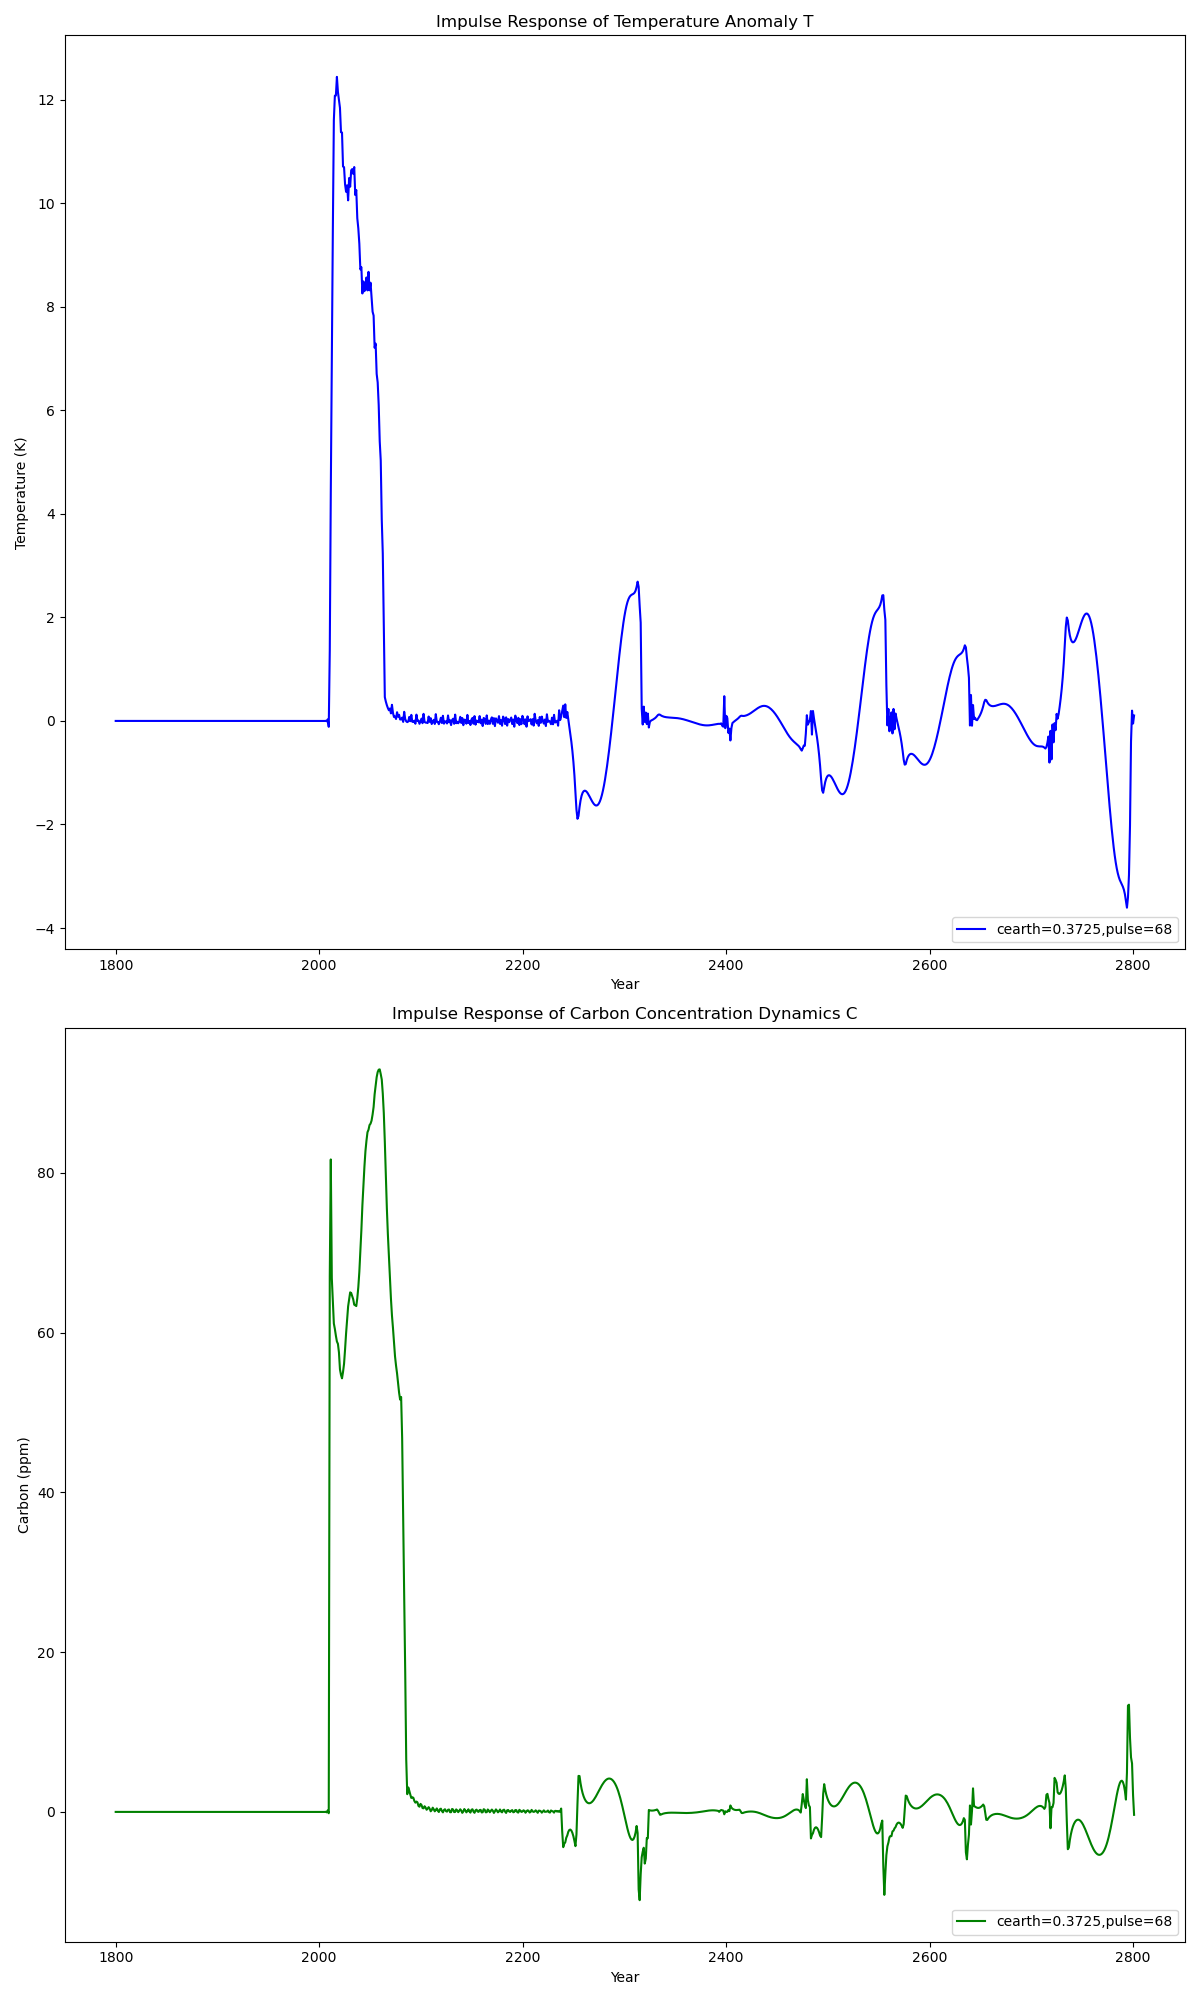 Impulse Response of Temperature Anomaly T
12
10
8
6
4
2
0
−2
−4
Temperature (K)
cearth=0.3725,pulse=68
1800 2000 2200 2400 2600 2800
Year
Impulse Response of Carbon Concentration Dynamics C
80
60
40
20
0
Carbon (ppm)
cearth=0.3725,pulse=68
1800 2000 2200 2400 2600 2800
Year